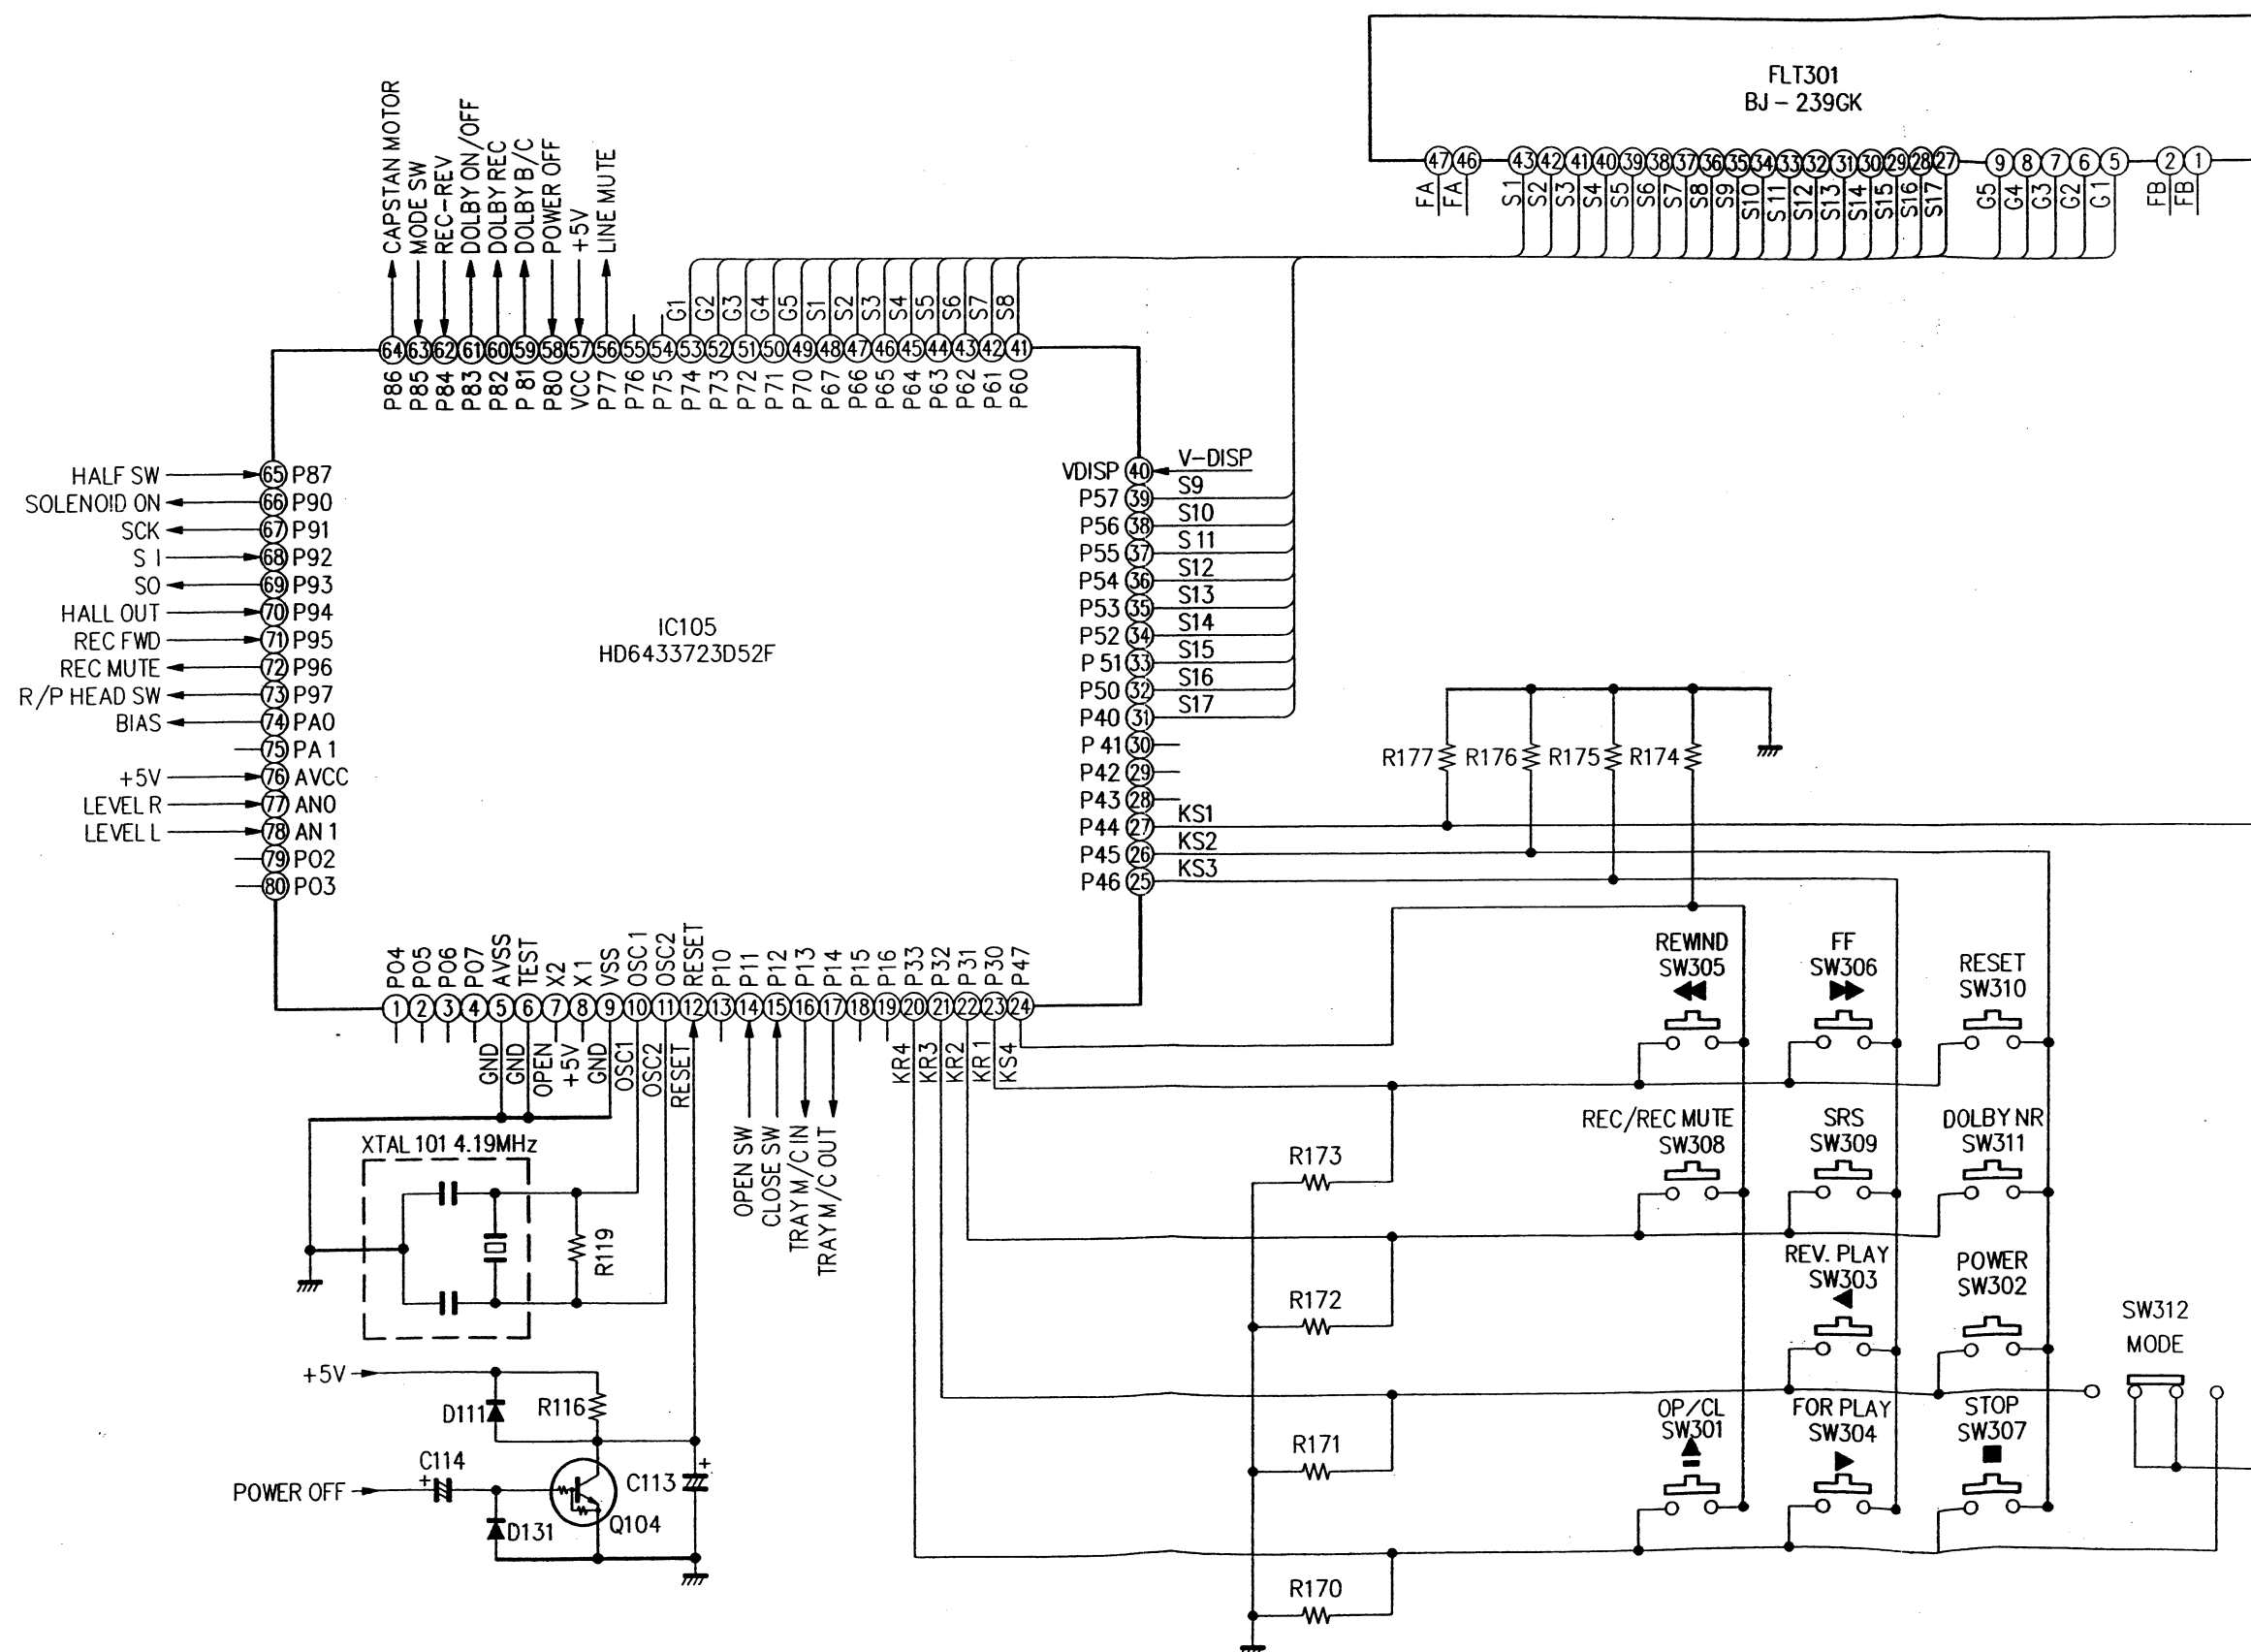 FLT301
BJ – 239GK
47 46 43 42 41 40 39 38 37 36 35 34 33 32 31 30 29 28 27 9 8 7 6 5 2 1
FA FA S1 S2 S3 S4 S5 S6 S7 S8 S9 S10 S11 S12 S13 S14 S15 S16 S17 G5 G4 G3 G2 G1 FB FB
CAPSTAN MOTOR
MODE SW
REC-REV
DOLBY ON/OFF
DOLBY REC
DOLBY B/C
POWER OFF
+5V
LINE MUTE
G1 G2 G3 G4 G5 S1 S2 S3 S4 S5 S6 S7 S8
64 63 62 61 60 59 58 57 56 55 54 53 52 51 50 49 48 47 46 45 44 43 42 41
P86 P85 P84 P83 P82 P81 P80 VCC P77 P76 P75 P74 P73 P72 P71 P70 P67 P66 P65 P64 P63 P62 P61 P60
HALF SW 65 P87
SOLENOID ON 66 P90
SCK 67 P91
SI 68 P92
SO 69 P93
HALL OUT 70 P94
REC FWD 71 P95
REC MUTE 72 P96
R/P HEAD SW 73 P97
BIAS 74 PA0
75 PA1
+5V 76 AVCC
LEVEL R 77 AN0
LEVEL L 78 AN1
79 PO2
80 PO3
IC105
HD6433723D52F
VDISP 40 V-DISP
P57 39 S9
P56 38 S10
P55 37 S11
P54 36 S12
P53 35 S13
P52 34 S14
P51 33 S15
P50 32 S16
P40 31 S17
P41 30
P42 29
P43 28
P44 27 KS1
P45 26 KS2
P46 25 KS3
R177 R176 R175 R174
PO4 PO5 PO6 PO7 AVSS TEST X2 X1 VSS OSC1 OSC2 RESET P10 P11 P12 P13 P14 P15 P16 P33 P32 P31 P30 P47
1 2 3 4 5 6 7 8 9 10 11 12 13 14 15 16 17 18 19 20 21 22 23 24
GND GND OPEN +5V GND OSC1 OSC2 RESET
OPEN SW
CLOSE SW
TRAY M/C IN
TRAY M/C OUT
KR4 KR3 KR2 KR1 KS4
XTAL 101 4.19MHz
R119
+5V
D111
R116
C114
+
POWER OFF
D131
Q104
C113
+
R173
R172
R171
R170
REWIND
SW305
FF
SW306
RESET
SW310
REC/REC MUTE
SW308
SRS
SW309
DOLBY NR
SW311
REV. PLAY
SW303
POWER
SW302
SW312
MODE
OP/CL
SW301
FOR PLAY
SW304
STOP
SW307